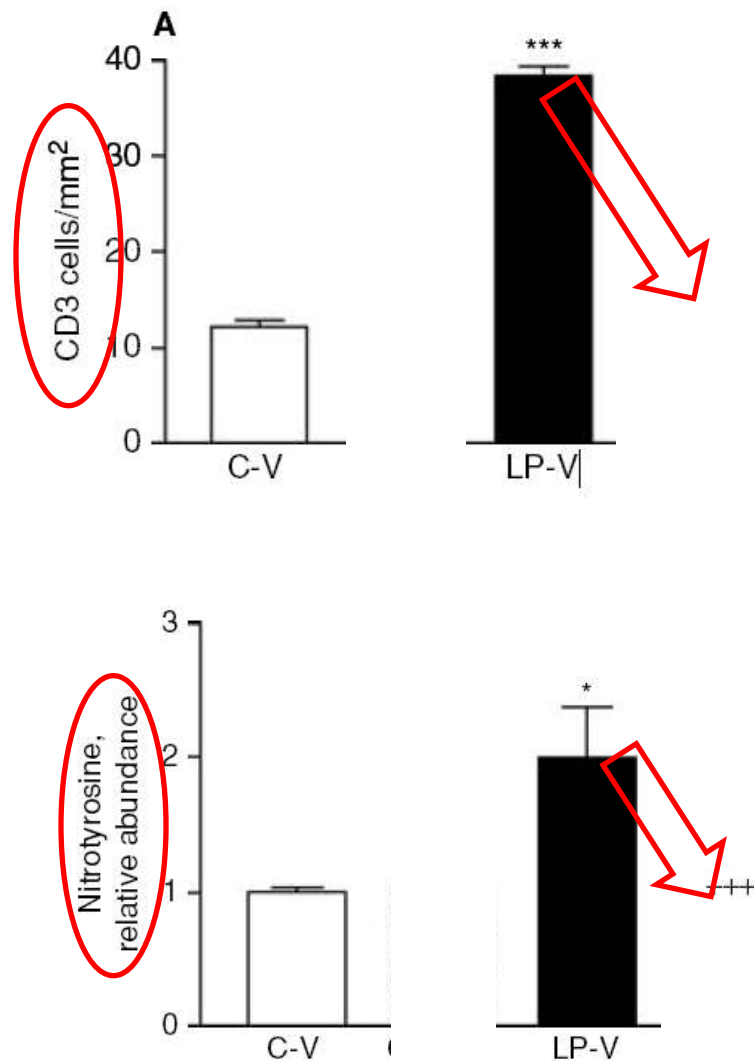 A
***
40
30
20
10
0
CD3 cells/mm²
C-V
LP-V
3
2
1
0
Nitrotyrosine,
relative abundance
*
+++
C-V
LP-V